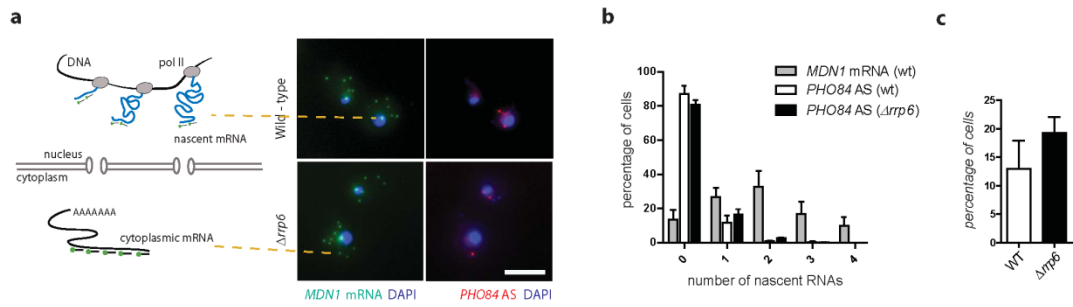 a
DNA
pol II
nascent mRNA
nucleus
cytoplasm
AAAAAAA
cytoplasmic mRNA
Wild - type
Δrrp6
MDN1 mRNA DAPI
PHO84 AS DAPI
b
MDN1 mRNA (wt)
PHO84 AS (wt)
PHO84 AS (Δrrp6)
percentage of cells
100
80
60
40
20
0
0 1 2 3 4
number of nascent RNAs
c
percentage of cells
25
20
15
10
5
0
WT
Δrrp6